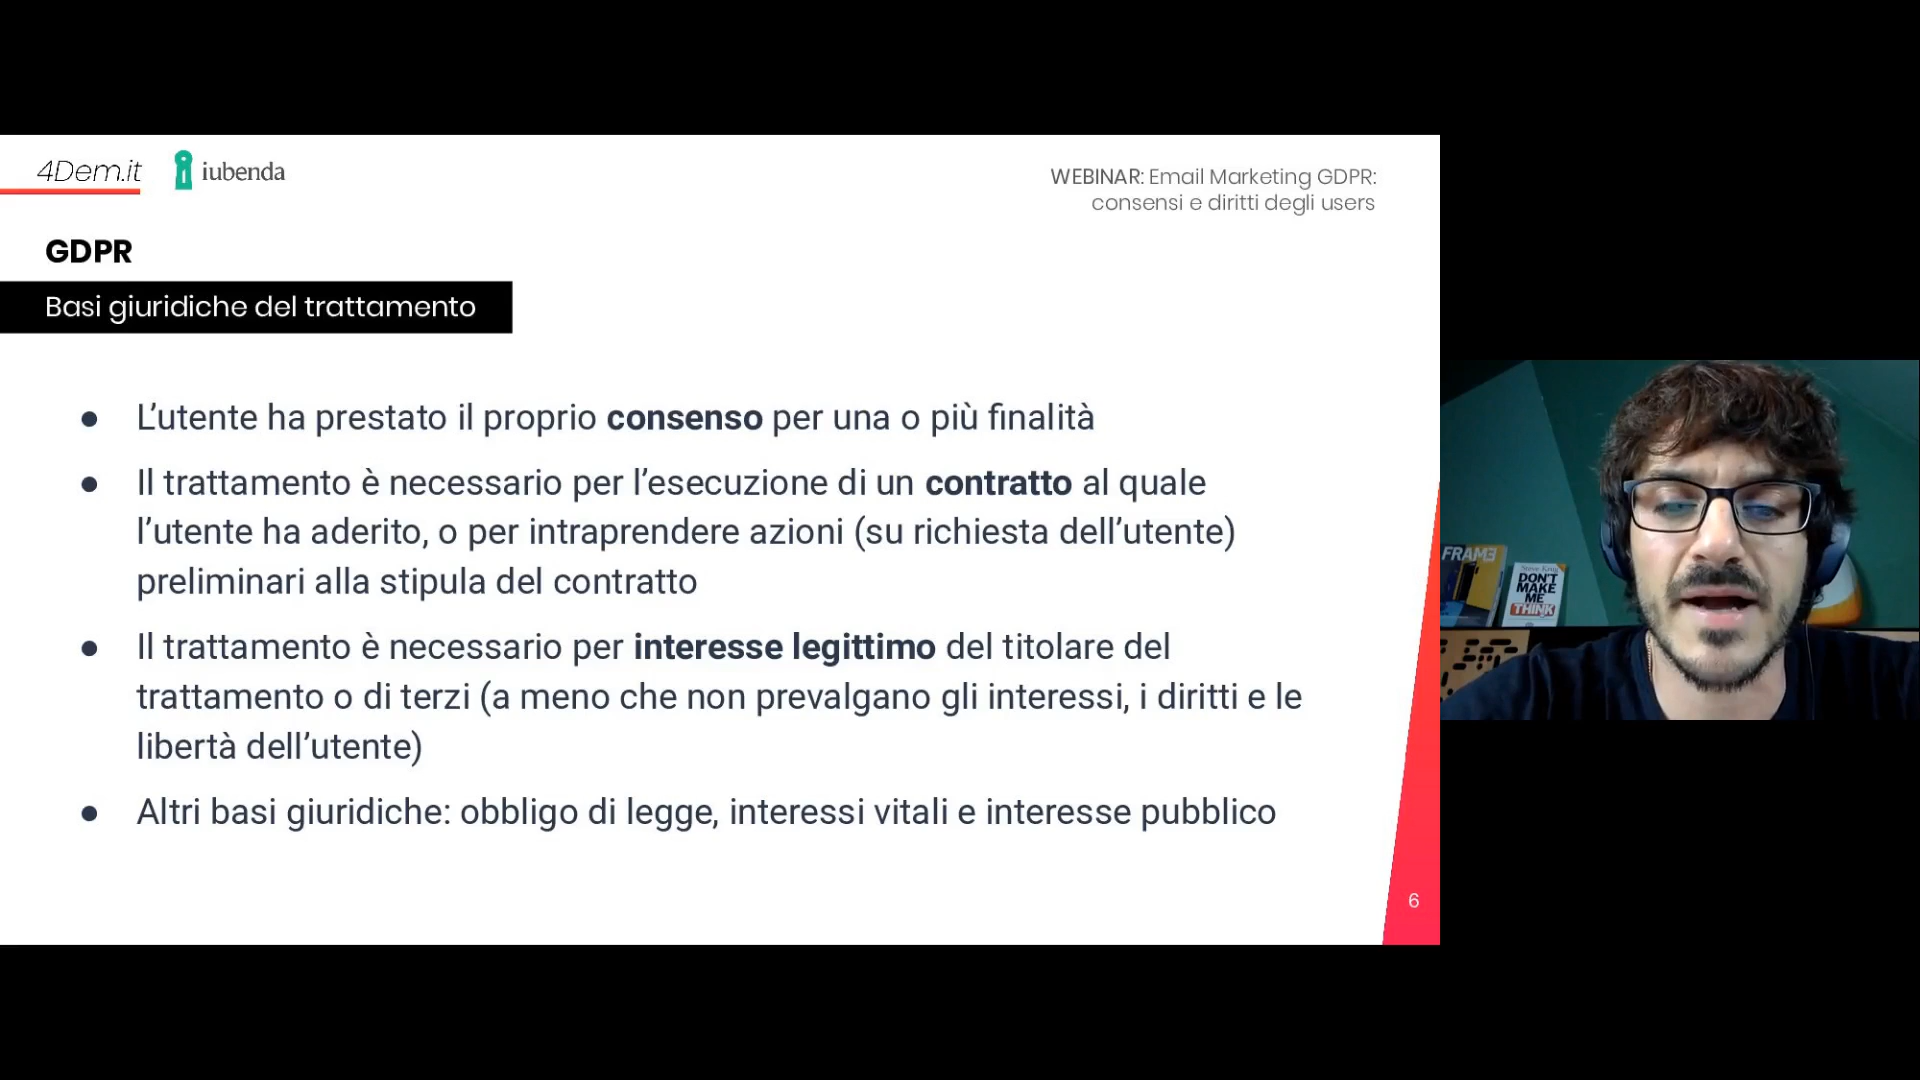 4Dem.it
iubenda
WEBINAR: Email Marketing GDPR:
consensi e diritti degli users
GDPR
Basi giuridiche del trattamento
● L’utente ha prestato il proprio consenso per una o più finalità
● Il trattamento è necessario per l’esecuzione di un contratto al quale
l’utente ha aderito, o per intraprendere azioni (su richiesta dell’utente)
preliminari alla stipula del contratto
● Il trattamento è necessario per interesse legittimo del titolare del
trattamento o di terzi (a meno che non prevalgano gli interessi, i diritti e le
libertà dell’utente)
● Altri basi giuridiche: obbligo di legge, interessi vitali e interesse pubblico
6
FRAME
Steve Krug
DON'T
MAKE
ME
THINK